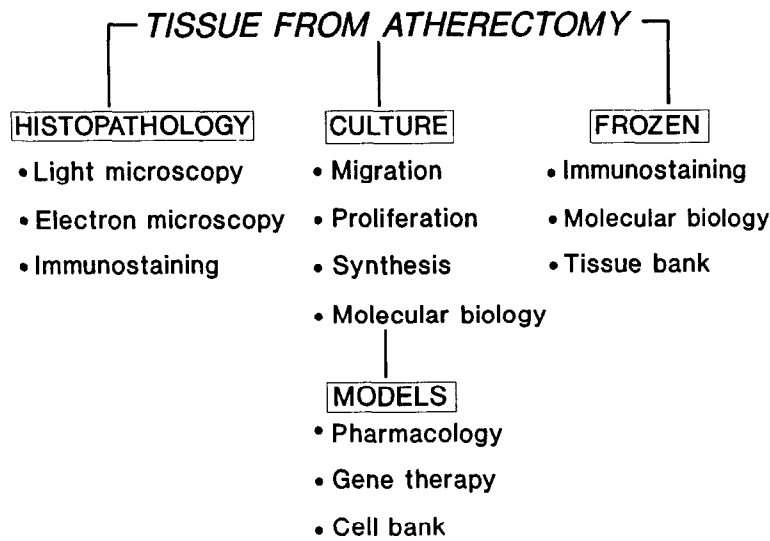 TISSUE FROM ATHERECTOMY
HISTOPATHOLOGY
• Light microscopy
• Electron microscopy
• Immunostaining
CULTURE
• Migration
• Proliferation
• Synthesis
• Molecular biology
MODELS
• Pharmacology
• Gene therapy
• Cell bank
FROZEN
• Immunostaining
• Molecular biology
• Tissue bank